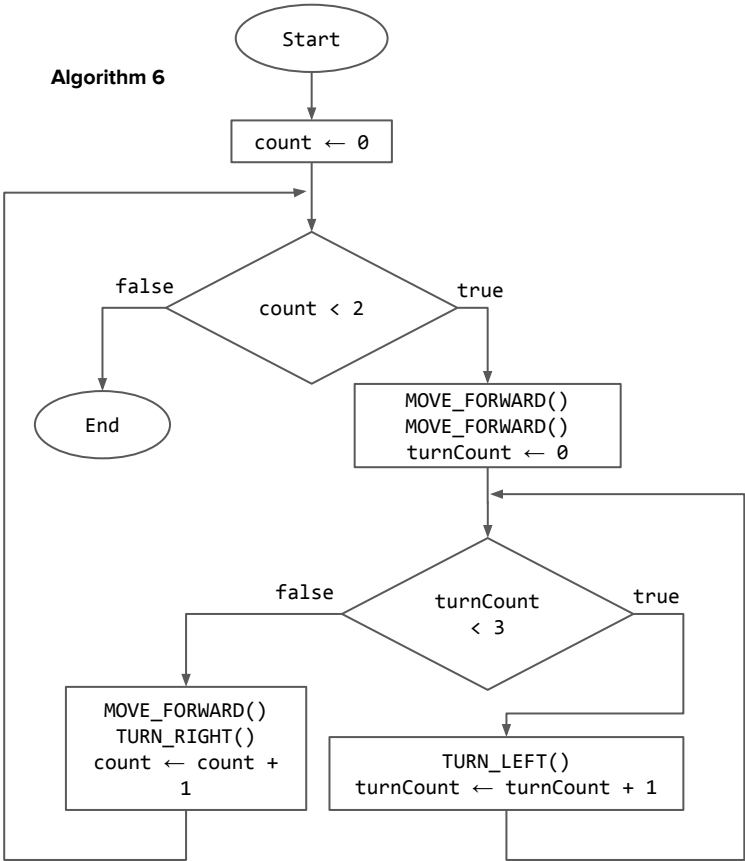 Start
Algorithm 6
count ← 0
false
true
count < 2
MOVE_FORWARD()
MOVE_FORWARD()
turnCount ← 0
End
false
true
turnCount
< 3
MOVE_FORWARD()
TURN_RIGHT()
count ← count +
1
TURN_LEFT()
turnCount ← turnCount + 1